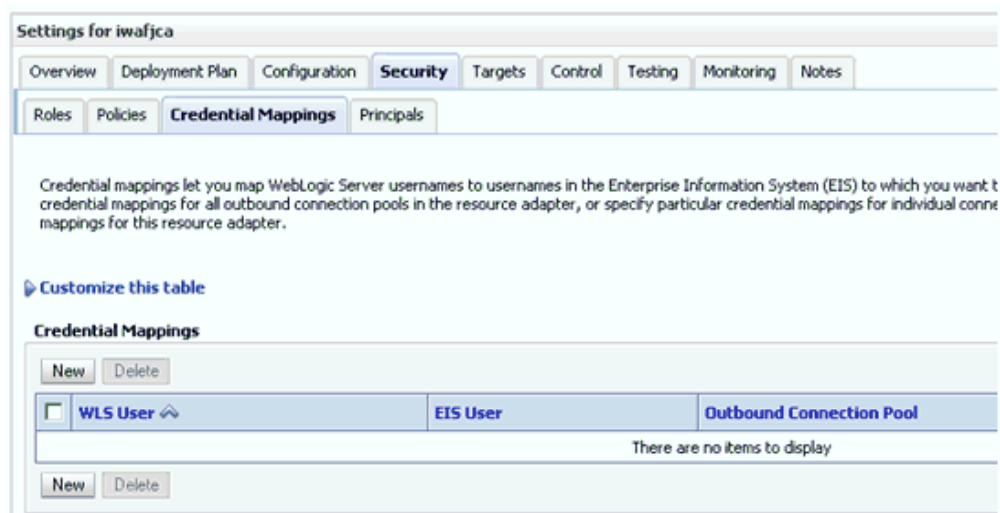 Settings for iwafjca
Overview Deployment Plan Configuration Security Targets Control Testing Monitoring Notes
Roles Policies Credential Mappings Principals
Credential mappings let you map WebLogic Server usernames to usernames in the Enterprise Information System (EIS) to which you want
credential mappings for all outbound connection pools in the resource adapter, or specify particular credential mappings for individual conne
mappings for this resource adapter.
Customize this table
Credential Mappings
New Delete
WLS User EIS User Outbound Connection Pool
There are no items to display
New Delete